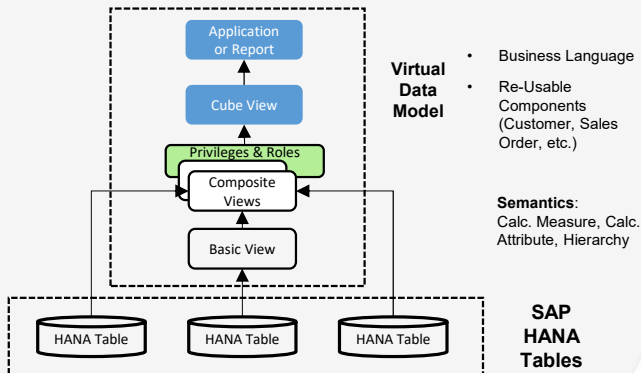 Application
or Report
Cube View
Privileges & Roles
Composite
Views
Basic View
HANA Table
HANA Table
HANA Table
Virtual
Data
Model
• Business Language
• Re-Usable
Components
(Customer, Sales
Order, etc.)
Semantics:
Calc. Measure, Calc.
Attribute, Hierarchy
SAP
HANA
Tables